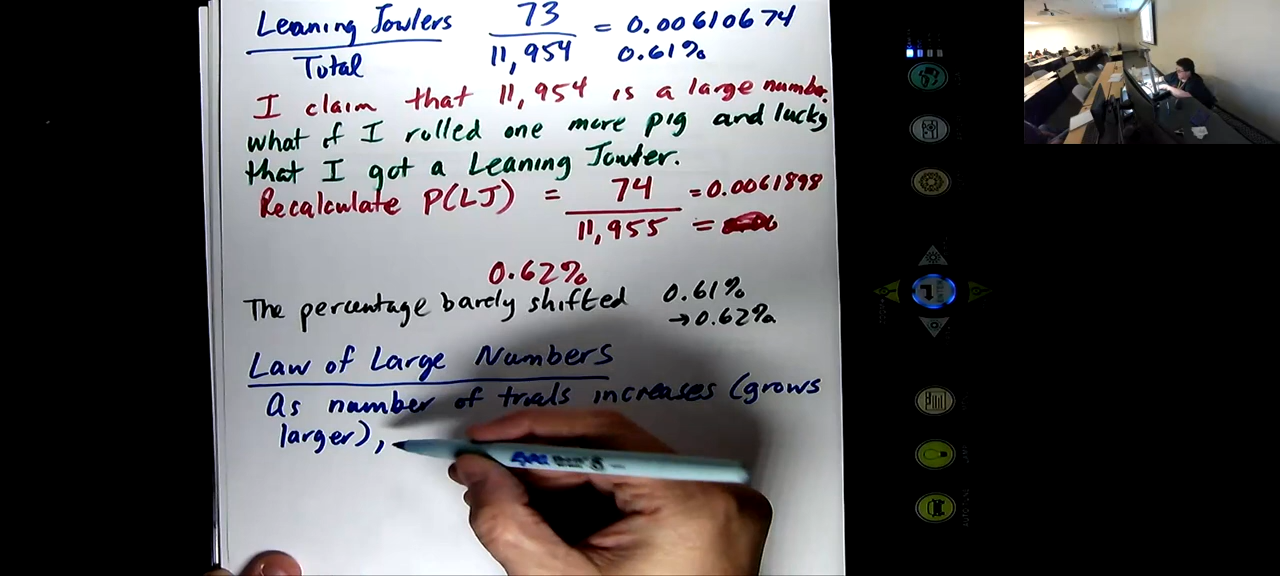 Leaning Jowlers 73 = 0.00610674
Total 11,954 0.61%
I claim that 11,954 is a large number.
what if I rolled one more pig and lucky
that I got a Leaning Jowler.
Recalculate P(LJ) = 74 = 0.0061898
11,955 =
0.62%
The percentage barely shifted 0.61%
→0.62%
Law of Large Numbers
As number of trials increases (grows
larger),